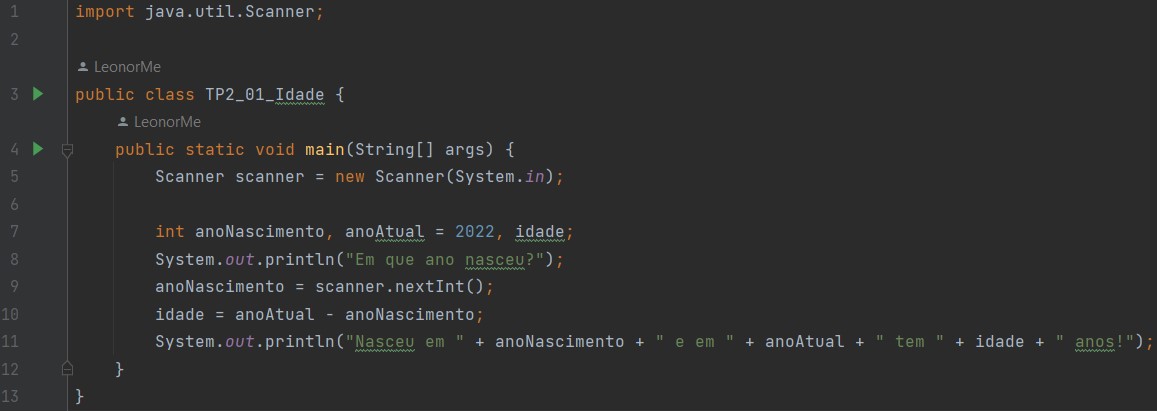 1 import java.util.Scanner;
2
LeonorMe
3 public class TP2_01_Idade {
LeonorMe
4 public static void main(String[] args) {
5 Scanner scanner = new Scanner(System.in);
6
7 int anoNascimento, anoAtual = 2022, idade;
8 System.out.println("Em que ano nasceu?");
9 anoNascimento = scanner.nextInt();
10 idade = anoAtual - anoNascimento;
11 System.out.println("Nasceu em " + anoNascimento + " e em " + anoAtual + " tem " + idade + " anos!");
12 }
13 }